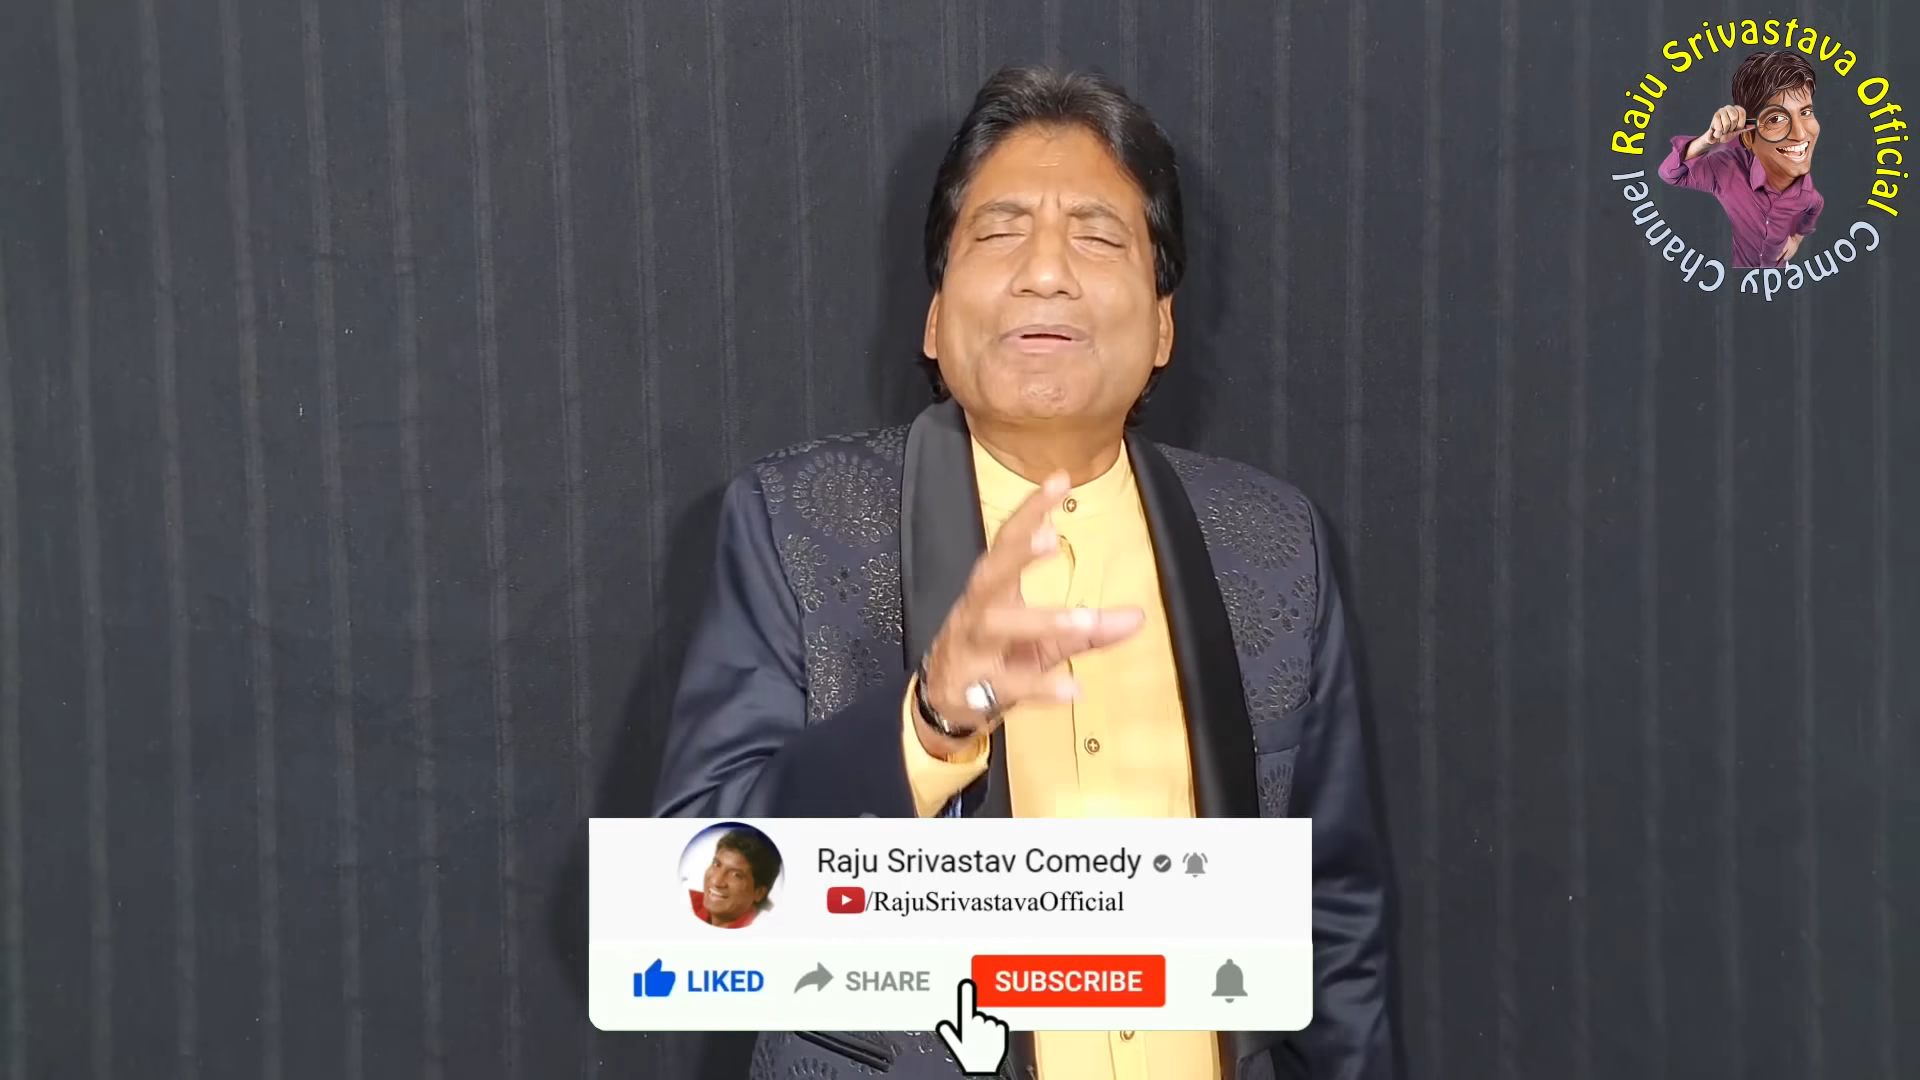 Raju Srivastava Official
Comedy Channel
Raju Srivastav Comedy
/RajuSrivastavaOfficial
LIKED SHARE SUBSCRIBE